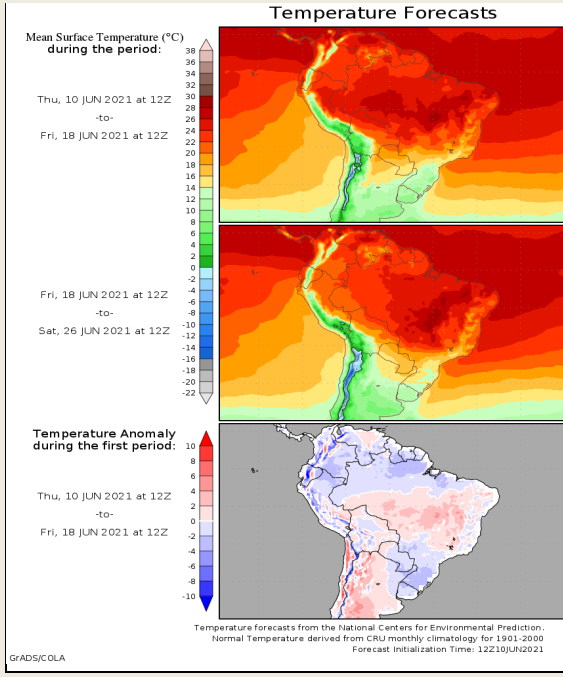 Temperature Forecasts
Mean Surface Temperature (°C)
during the period:
Thu, 10 JUN 2021 at 12Z
-to-
Fri, 18 JUN 2021 at 12Z
38
36
34
32
30
28
26
24
22
20
18
16
14
12
10
8
6
4
2
0
-2
-4
-6
-8
-10
-12
-14
-16
-18
-20
-22
Fri, 18 JUN 2021 at 12Z
-to-
Sat, 26 JUN 2021 at 12Z
Temperature Anomaly
during the first period:
Thu, 10 JUN 2021 at 12Z
-to-
Fri, 18 JUN 2021 at 12Z
10
8
6
4
2
0
-2
-4
-6
-8
-10
Temperature forecasts from the National Centers for Environmental Prediction.
Normal Temperature derived from CRU monthly climatology for 1901-2000
Forecast Initialization Time: 12Z10JUN2021
GrADS/COLA